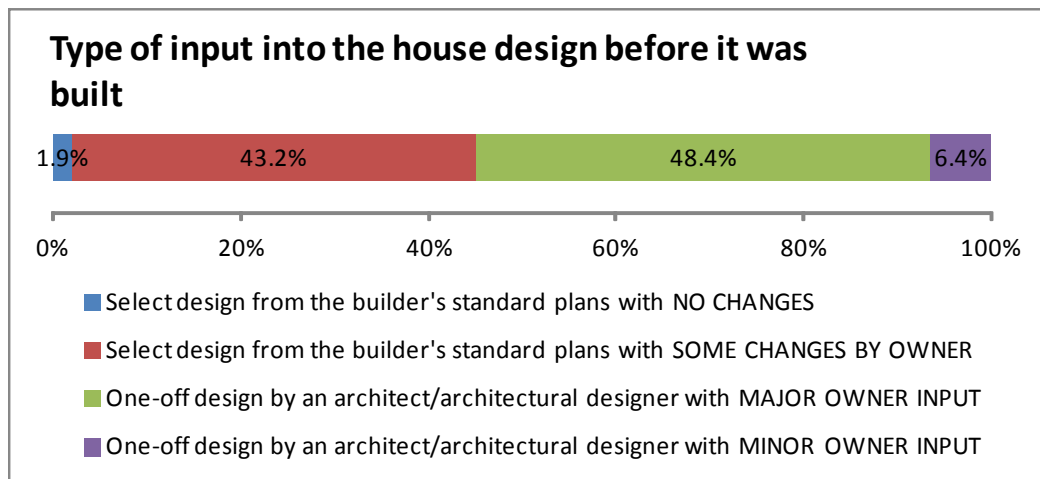 Type of input into the house design before it was
built
1.9% 43.2% 48.4% 6.4%
0% 20% 40% 60% 80% 100%
Select design from the builder's standard plans with NO CHANGES
Select design from the builder's standard plans with SOME CHANGES BY OWNER
One-off design by an architect/architectural designer with MAJOR OWNER INPUT
One-off design by an architect/architectural designer with MINOR OWNER INPUT